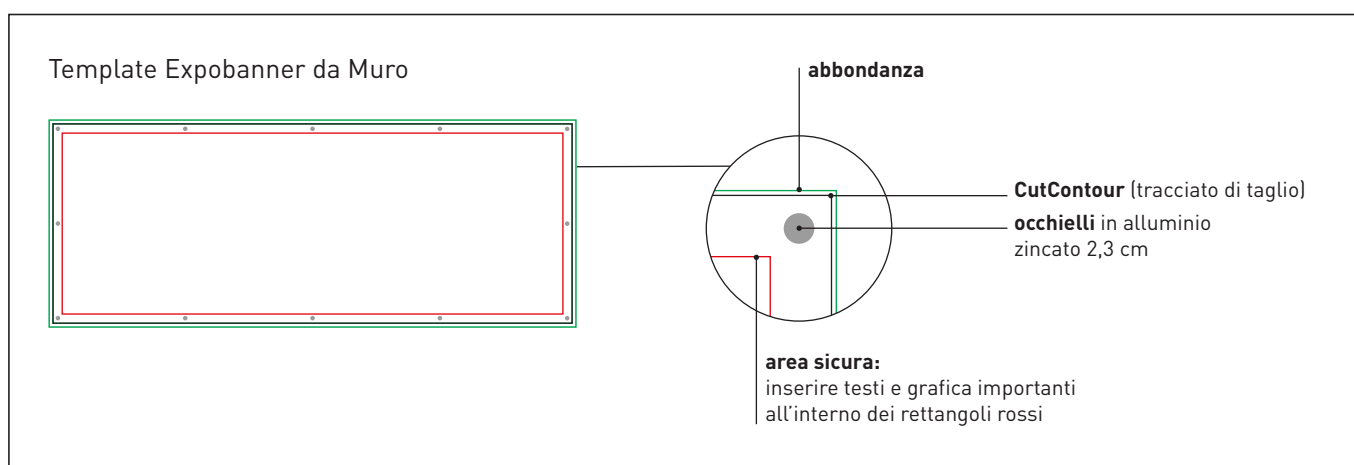 Template Expobanner da Muro
abbondanza
CutContour (tracciato di taglio)
occhielli in alluminio
zincato 2,3 cm
area sicura:
inserire testi e grafica importanti
all'interno dei rettangoli rossi